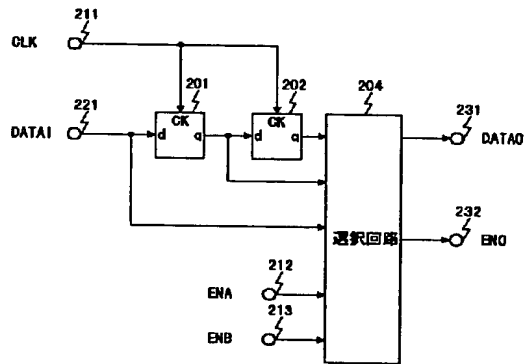 211
CLK
201
202
204
221
CK
CK
231
DATAI
d
q
d
q
DATAO
232
選択回路
ENO
212
ENA
213
ENB